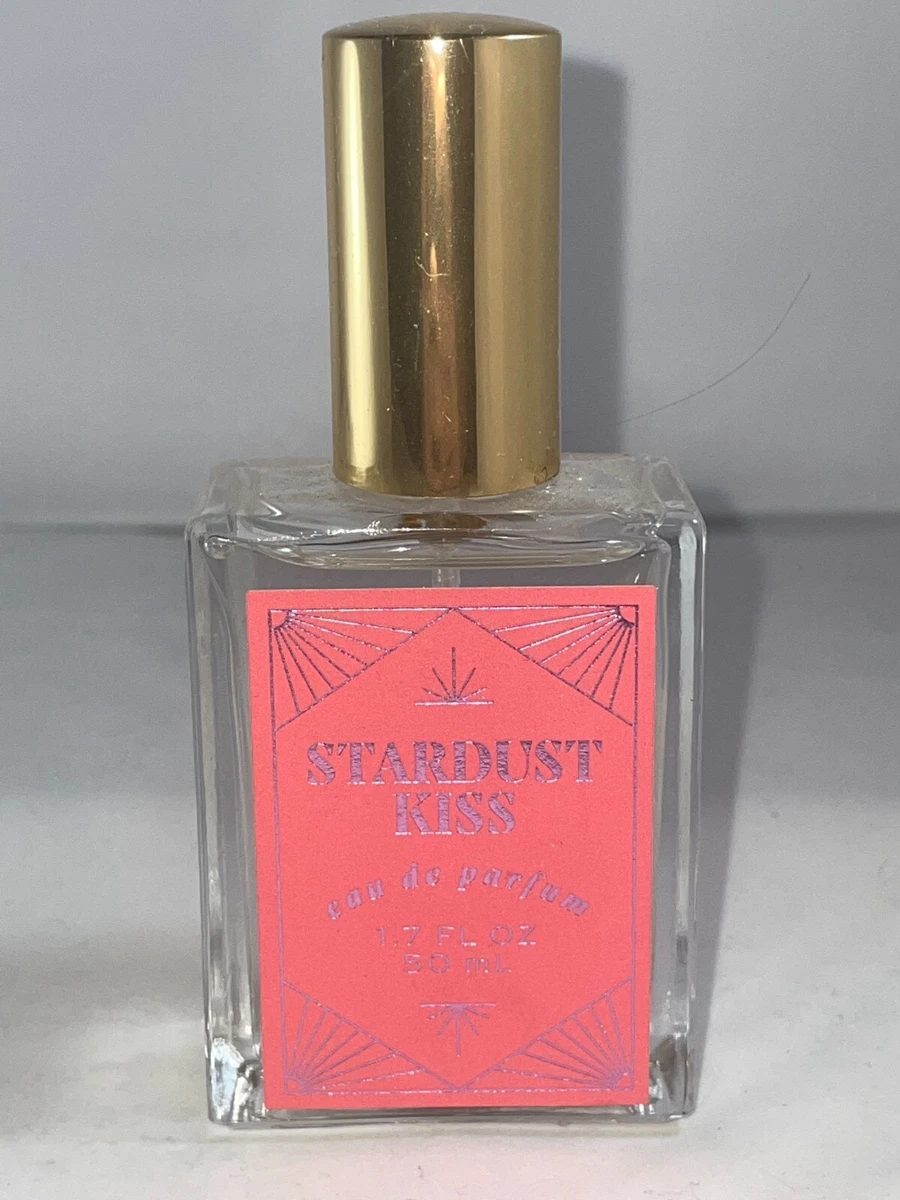 STARDUST
KISS
eau de parfum
1.7 FL OZ
50 mL